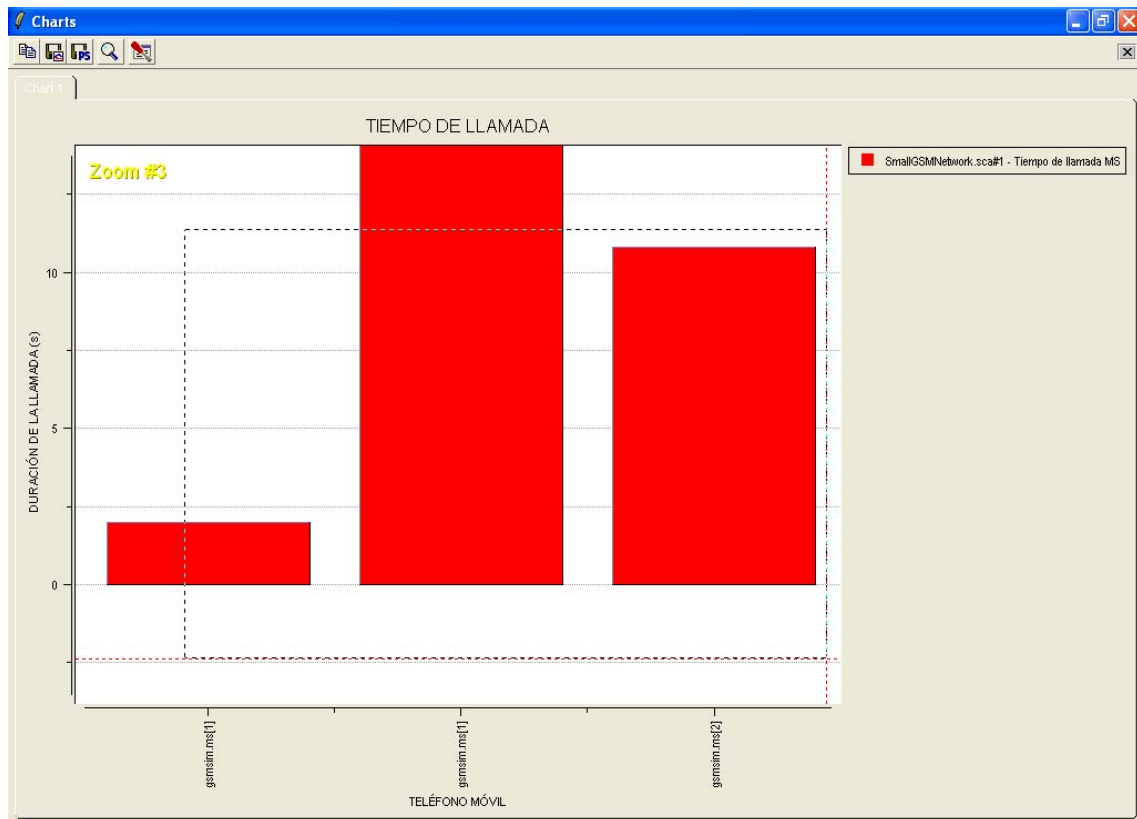 Charts
PS
Chart 1
TIEMPO DE LLAMADA
Zoom #3
SmallGSMNetwork.sca#1 - Tiempo de llamada MS
10
5
0
DURACIÓN DE LA LLAMADA (s)
gsmsim.ms[1]
gsmsim.ms[1]
gsmsim.ms[2]
TELÉFONO MÓVIL